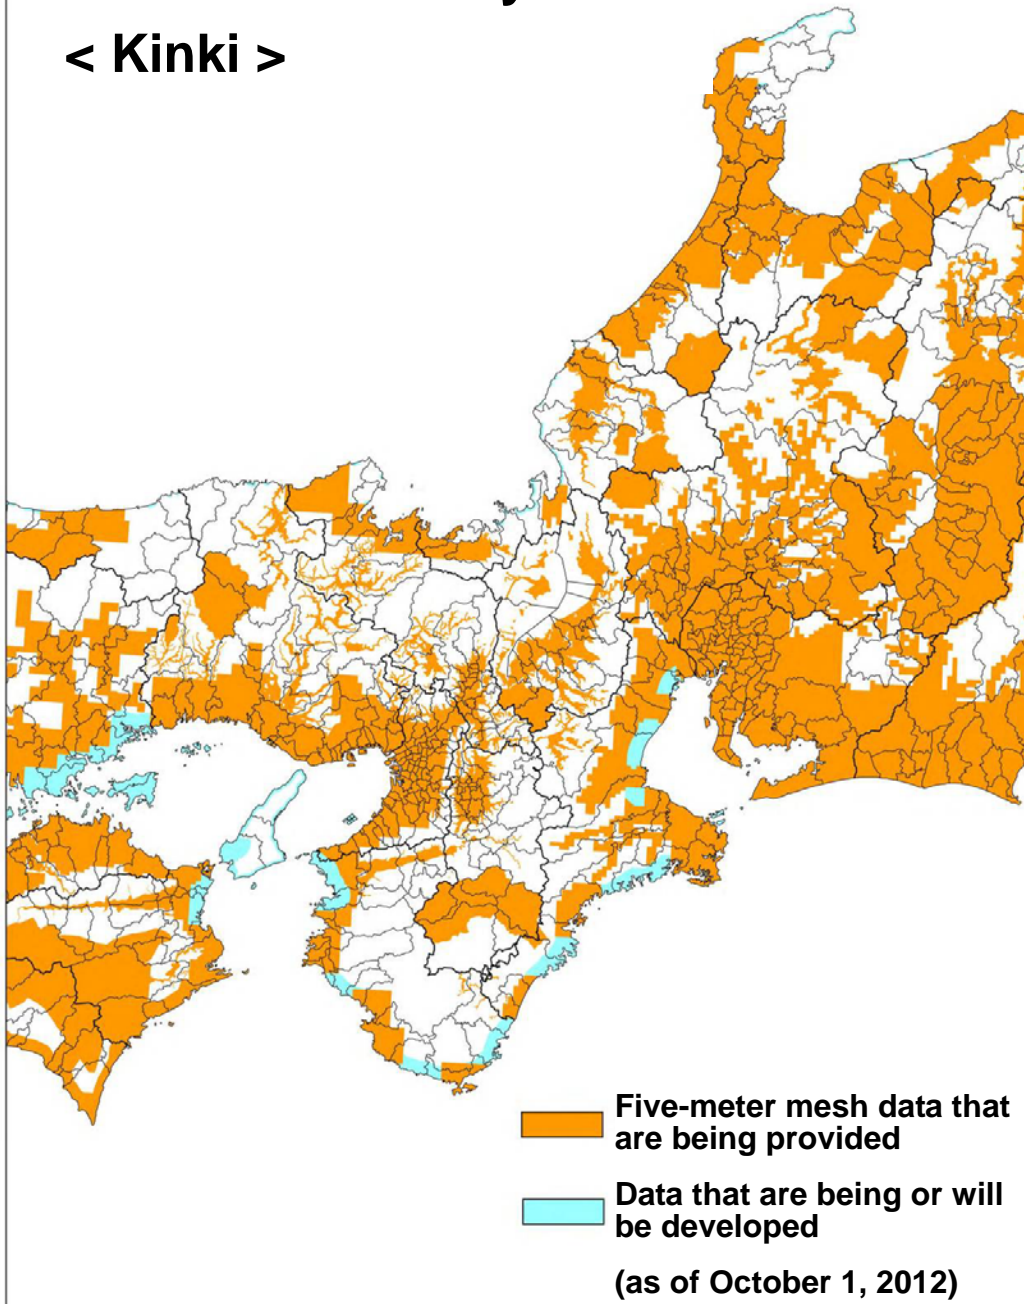 < Kinki >
Five-meter mesh data that
are being provided
Data that are being or will
be developed
(as of October 1, 2012)